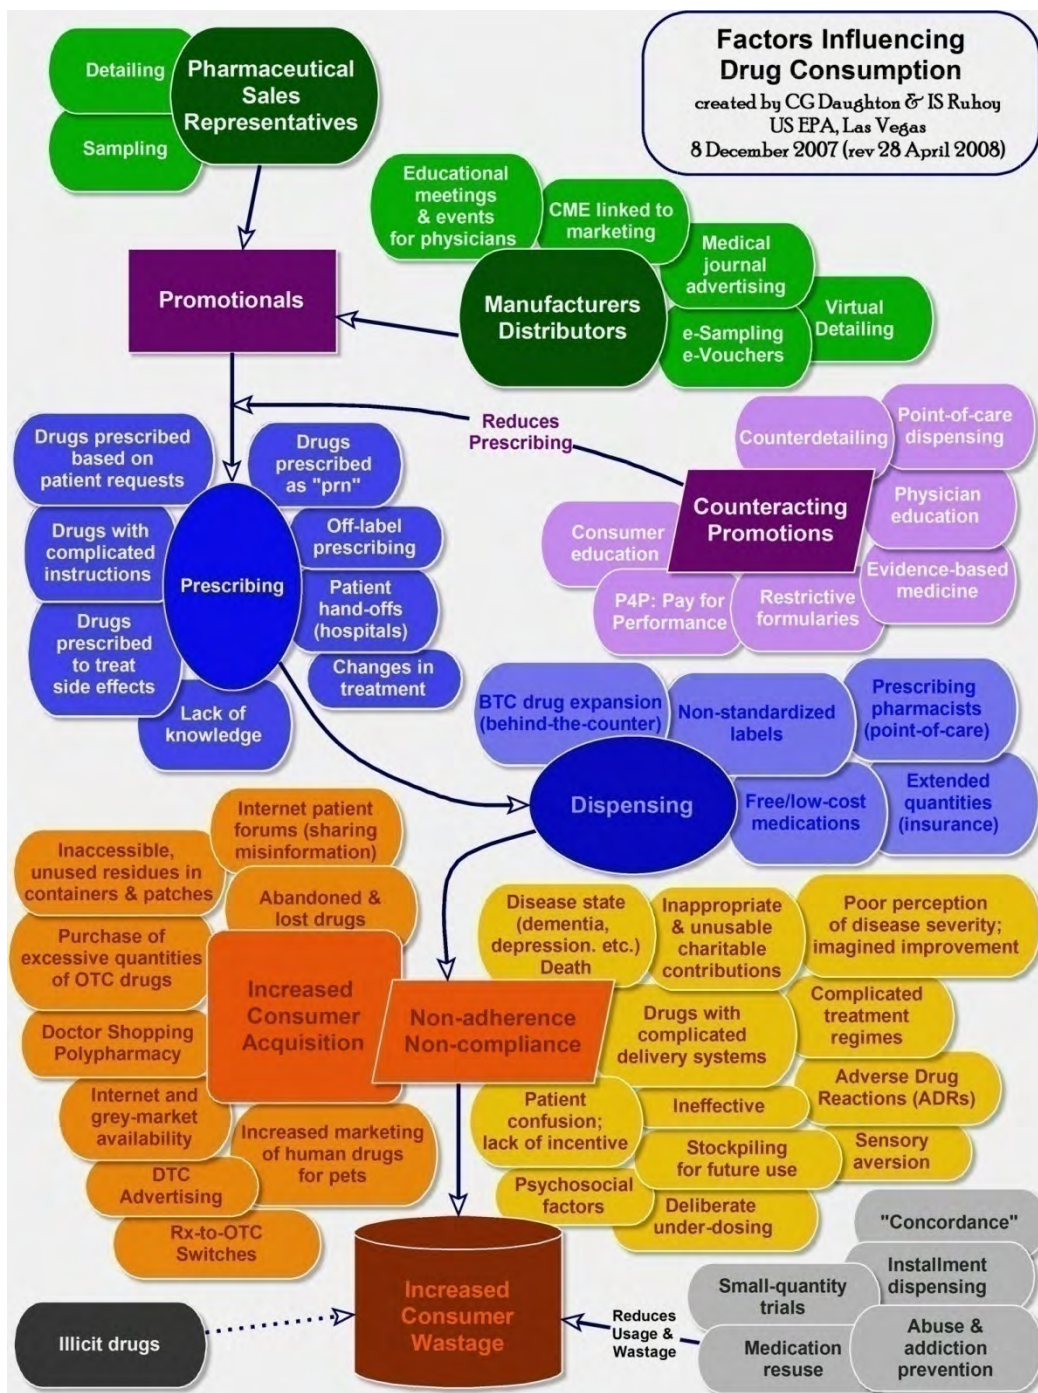 Factors Influencing
Drug Consumption
created by CG Daughton & IS Ruhoy
US EPA, Las Vegas
8 December 2007 (rev 28 April 2008)
Detailing
Sampling
Pharmaceutical
Sales
Representatives
Educational
meetings
& events
for physicians
CME linked to
marketing
Medical
journal
advertising
Virtual
Detailing
e-Sampling
e-Vouchers
Manufacturers
Distributors
Promotionals
Reduces
Prescribing
Counterdetailing
Point-of-care
dispensing
Physician
education
Evidence-based
medicine
Restrictive
formularies
P4P: Pay for
Performance
Consumer
education
Counteracting
Promotions
Drugs prescribed
based on
patient requests
Drugs
prescribed
as "prn"
Drugs with
complicated
instructions
Off-label
prescribing
Prescribing
Patient
hand-offs
(hospitals)
Drugs
prescribed
to treat
side effects
Changes in
treatment
Lack of
knowledge
BTC drug expansion
(behind-the-counter)
Non-standardized
labels
Prescribing
pharmacists
(point-of-care)
Dispensing
Free/low-cost
medications
Extended
quantities
(insurance)
Internet patient
forums (sharing
misinformation)
Inaccessible,
unused residues in
containers & patches
Abandoned &
lost drugs
Purchase of
excessive quantities
of OTC drugs
Increased
Consumer
Acquisition
Doctor Shopping
Polypharmacy
Internet and
grey-market
availability
Increased marketing
of human drugs
for pets
DTC
Advertising
Rx-to-OTC
Switches
Disease state
(dementia,
depression. etc.)
Death
Inappropriate
& unusable
charitable
contributions
Poor perception
of disease severity;
imagined improvement
Non-adherence
Non-compliance
Drugs with
complicated
delivery systems
Complicated
treatment
regimes
Patient
confusion;
lack of incentive
Ineffective
Adverse Drug
Reactions (ADRs)
Stockpiling
for future use
Sensory
aversion
Psychosocial
factors
Deliberate
under-dosing
"Concordance"
Installment
dispensing
Small-quantity
trials
Abuse &
addiction
prevention
Medication
resuse
Reduces
Usage &
Wastage
Increased
Consumer
Wastage
Illicit drugs